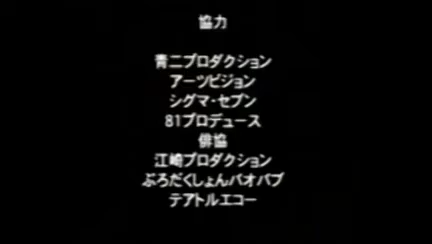 協力
青二プロダクション
アーツビジョン
シグマ・セブン
81プロデュース
俳協
江崎プロダクション
ぷろだくしょんバオバブ
テアトルエコー